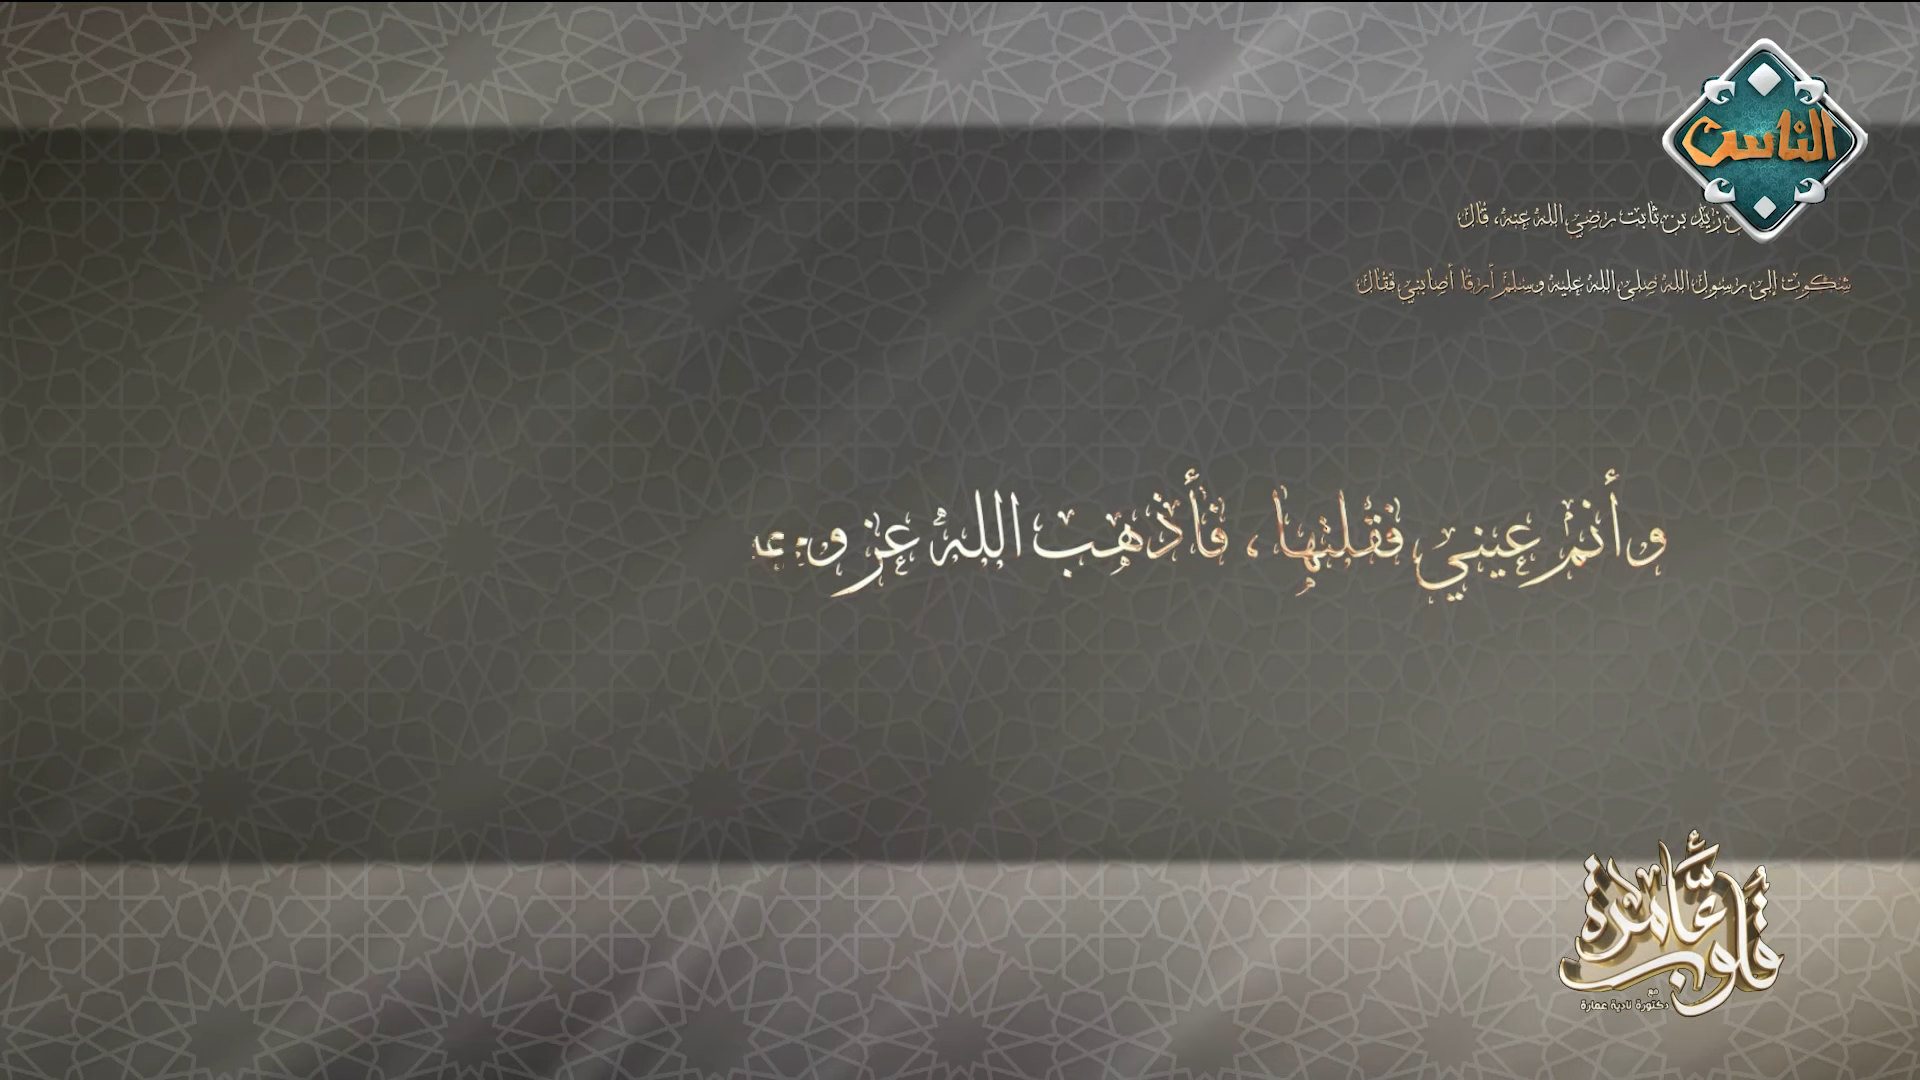 الناس
زيد بن ثابت رضي الله عنه، قال
شكوت إلى رسول الله صلى الله عليه وسلم أرقا أصابني فقال
وأنم عيني فقلتها، فأذهب الله عز و
قلوب عامرة
مع
دكتورة نادية عمارة